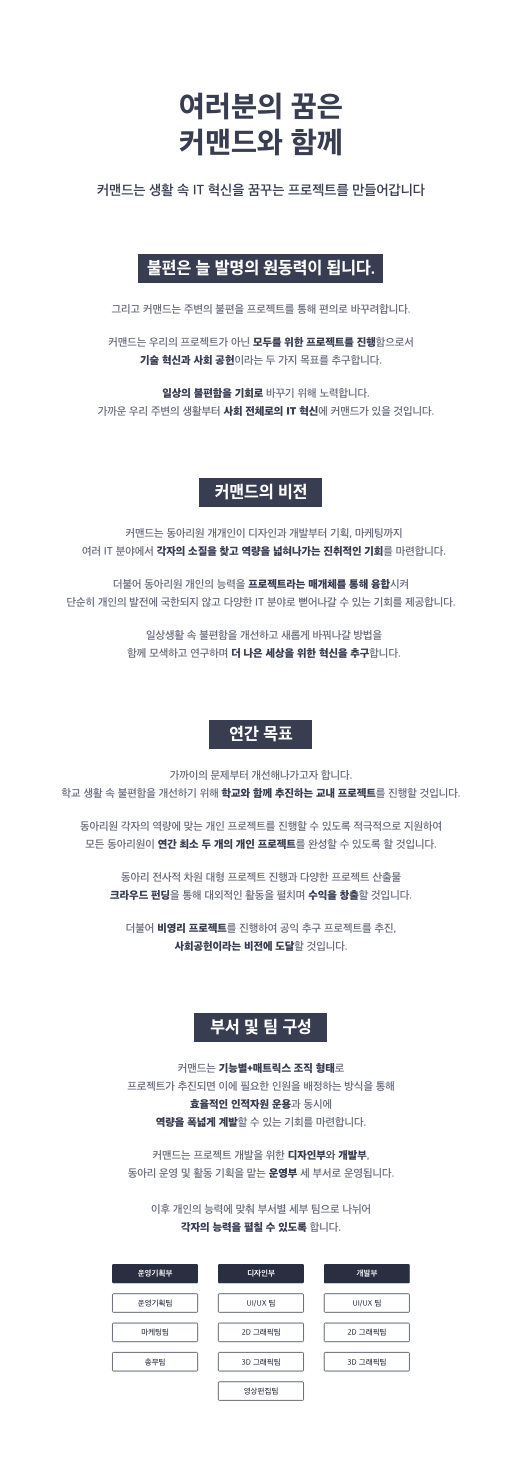 여러분의 꿈은
커맨드와 함께
커맨드는 생활 속 IT 혁신을 꿈꾸는 프로젝트를 만들어갑니다
불편은 늘 발명의 원동력이 됩니다.
그리고 커맨드는 주변의 불편을 프로젝트를 통해 편의로 바꾸려합니다.
커맨드는 우리의 프로젝트가 아닌 모두를 위한 프로젝트를 진행함으로서
기술 혁신과 사회 공헌이라는 두 가지 목표를 추구합니다.
일상의 불편함을 기회로 바꾸기 위해 노력합니다.
가까운 우리 주변의 생활부터 사회 전체로의 IT 혁신에 커맨드가 있을 것입니다.
커맨드의 비전
커맨드는 동아리원 개개인이 디자인과 개발부터 기획, 마케팅까지
여러 IT 분야에서 각자의 소질을 찾고 역량을 넓혀나가는 진취적인 기회를 마련합니다.
더불어 동아리원 개인의 능력을 프로젝트라는 매개체를 통해 융합시켜
단순히 개인의 발전에 국한되지 않고 다양한 IT 분야로 뻗어나갈 수 있는 기회를 제공합니다.
일상생활 속 불편함을 개선하고 새롭게 바꿔나갈 방법을
함께 모색하고 연구하며 더 나은 세상을 위한 혁신을 추구합니다.
연간 목표
가까이의 문제부터 개선해나가고자 합니다.
학교 생활 속 불편함을 개선하기 위해 학교와 함께 추진하는 교내 프로젝트를 진행할 것입니다.
동아리원 각자의 역량에 맞는 개인 프로젝트를 진행할 수 있도록 적극적으로 지원하여
모든 동아리원이 연간 최소 두 개의 개인 프로젝트를 완성할 수 있도록 할 것입니다.
동아리 전사적 차원 대형 프로젝트 진행과 다양한 프로젝트 산출물
크라우드 펀딩을 통해 대외적인 활동을 펼치며 수익을 창출할 것입니다.
더불어 비영리 프로젝트를 진행하여 공익 추구 프로젝트를 추진,
사회공헌이라는 비전에 도달할 것입니다.
부서 및 팀 구성
커맨드는 기능별+매트릭스 조직 형태로
프로젝트가 추진되면 이에 필요한 인원을 배정하는 방식을 통해
효율적인 인적자원 운용과 동시에
역량을 폭넓게 계발할 수 있는 기회를 마련합니다.
커맨드는 프로젝트 개발을 위한 디자인부와 개발부,
동아리 운영 및 활동 기획을 맡는 운영부 세 부서로 운영됩니다.
이후 개인의 능력에 맞춰 부서별 세부 팀으로 나뉘어
각자의 능력을 펼칠 수 있도록 합니다.
운영기획부 디자인부 개발부
운영기획팀 UI/UX 팀 UI/UX 팀
마케팅팀 2D 그래픽팀 2D 그래픽팀
총무팀 3D 그래픽팀 3D 그래픽팀
영상편집팀